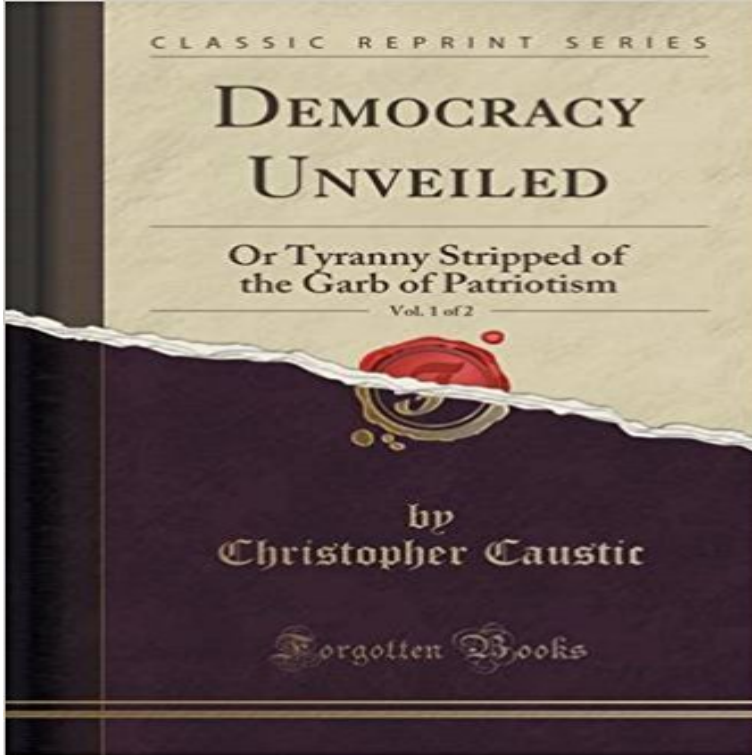 CLASSIC REPRINT SERIES
DEMOCRACY
UNVEILED
Or Tyranny Stripped of
the Garb of Patriotism
Vol. 1 of 2
F
by
Christopher Caustic
Forgotten Books